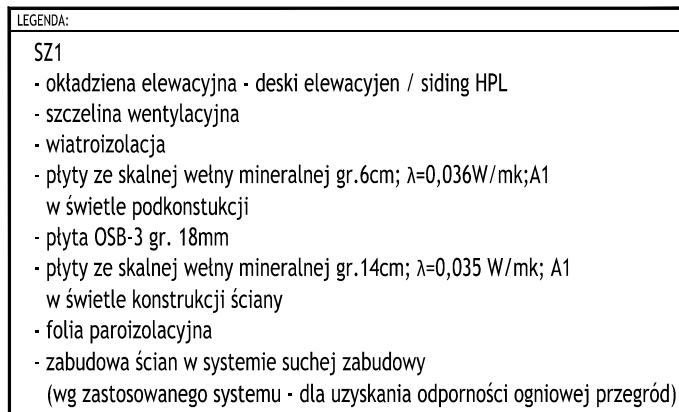 LEGENDA:
SZ1
- okładziena elewacyjna - deski elewacyjen / siding HPL
- szczelina wentylacyjna
- wiatroizolacja
- płyty ze skalnej wełny mineralnej gr.6cm; λ=0,036W/mk;A1
w świetle podkonstukcji
- płyta OSB-3 gr. 18mm
- płyty ze skalnej wełny mineralnej gr.14cm; λ=0,035 W/mk; A1
w świetle konstrukcji ściany
- folia paroizolacyjna
- zabudowa ścian w systemie suchej zabudowy
(wg zastosowanego systemu - dla uzyskania odporności ogniowej przegród)